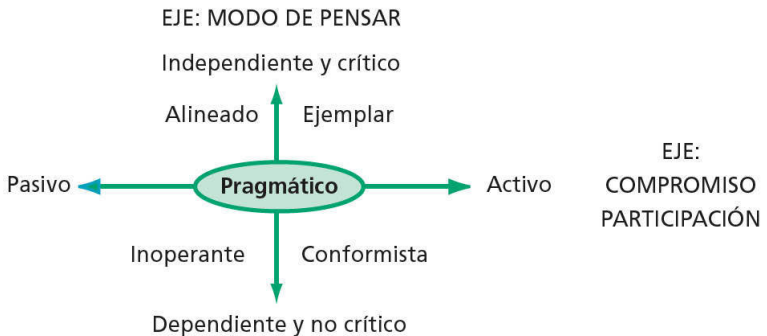 EJE: MODO DE PENSAR
Independiente y crítico
Alineado Ejemplar
Pasivo Pragmático Activo
EJE:
COMPROMISO
PARTICIPACIÓN
Inoperante Conformista
Dependiente y no crítico